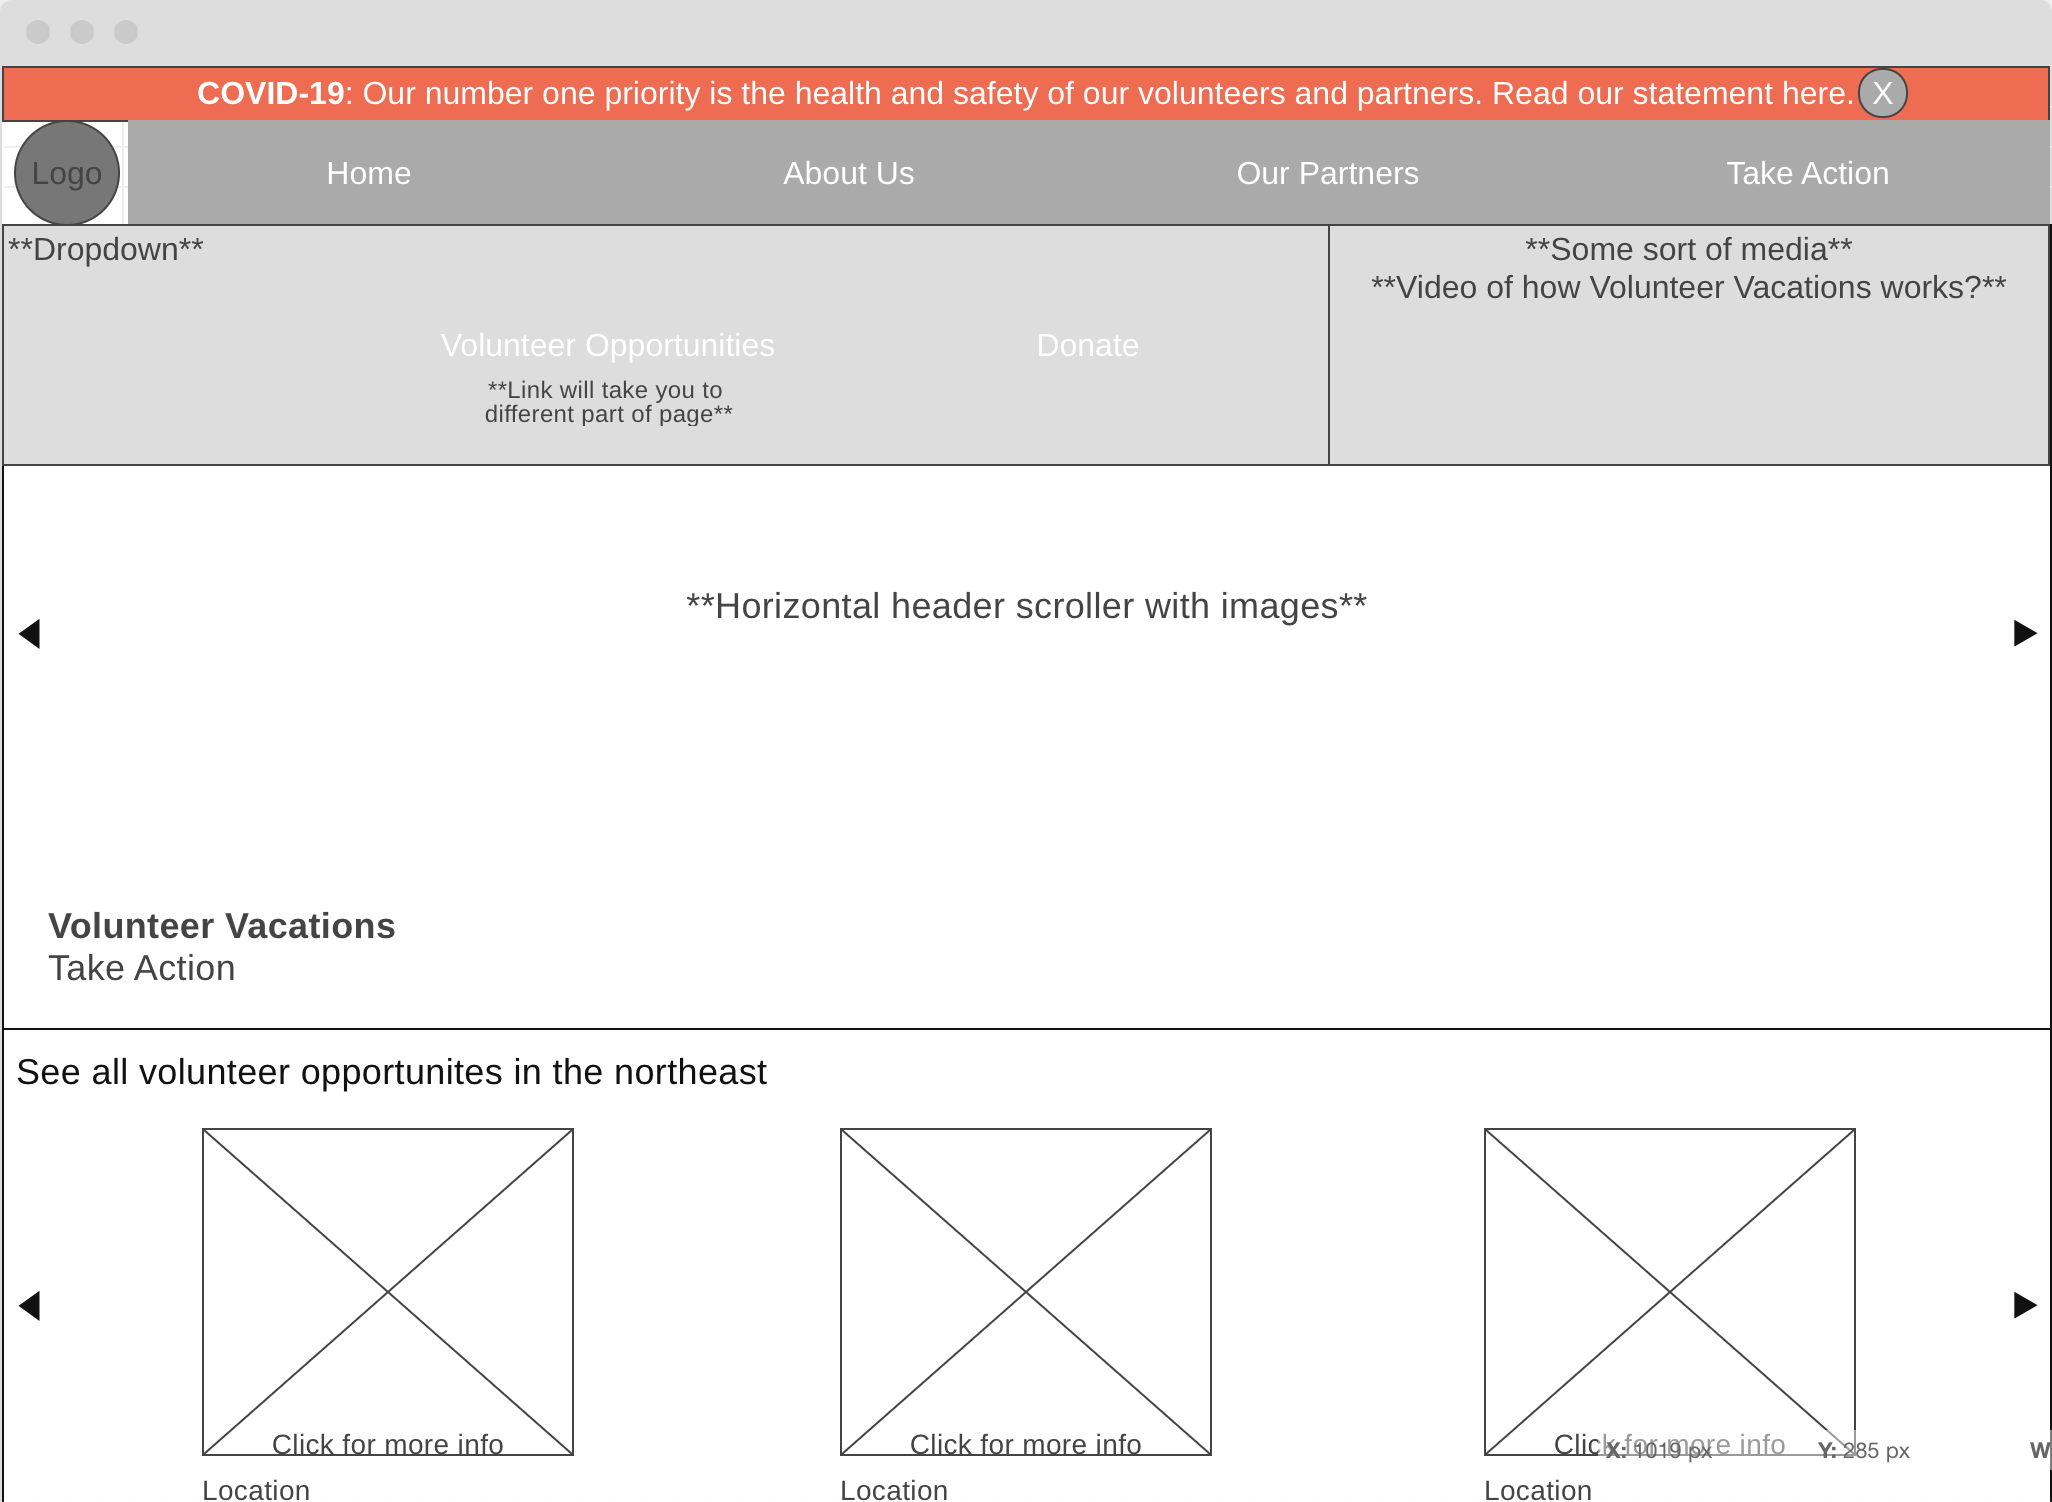 COVID-19: Our number one priority is the health and safety of our volunteers and partners. Read our statement here. X
Logo
Home
About Us
Our Partners
Take Action
**Dropdown**
**Some sort of media**
**Video of how Volunteer Vacations works?**
Volunteer Opportunities
Donate
**Link will take you to
different part of page**
**Horizontal header scroller with images**
Volunteer Vacations
Take Action
See all volunteer opportunites in the northeast
Click for more info
Click for more info
Click for more info
X: 1019 px
Y: 285 px
W
Location
Location
Location